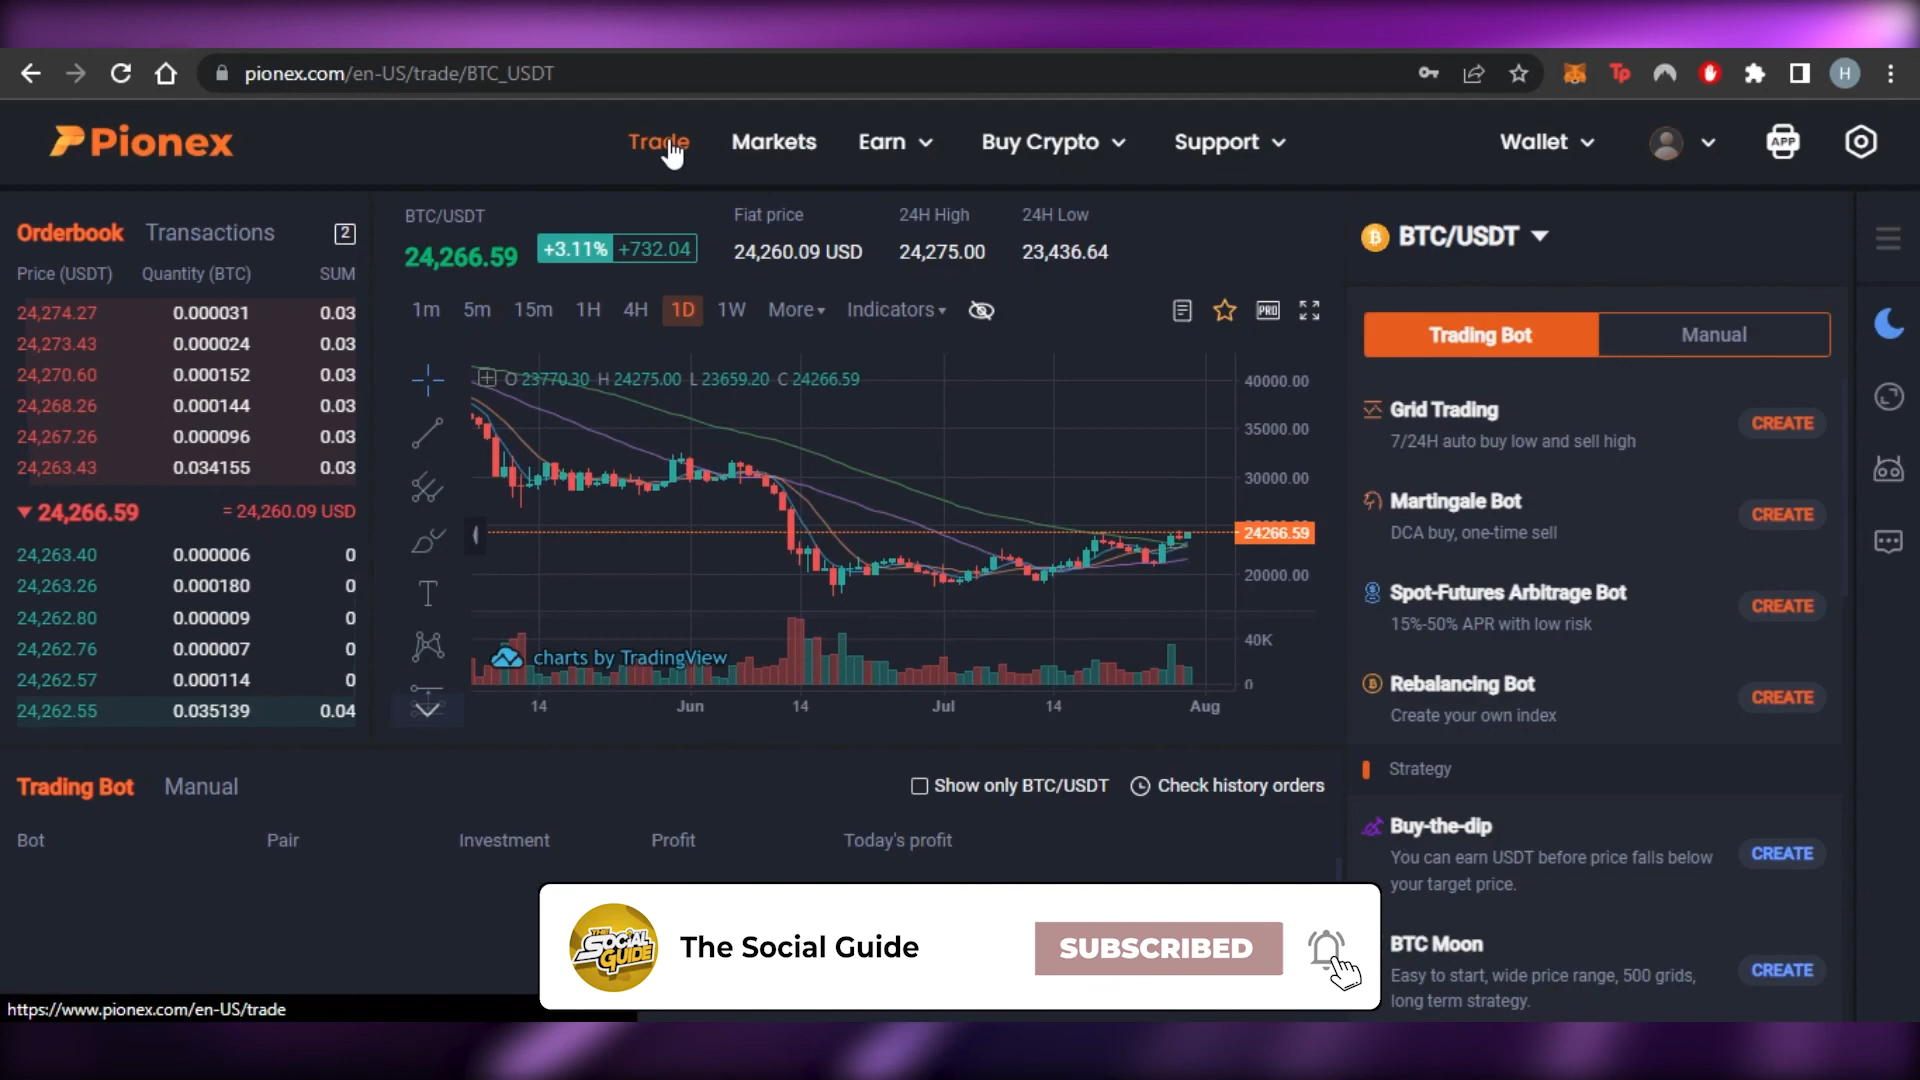 pionex.com/en-US/trade/BTC_USDT
Tp
H
Pionex
Trade
Markets
Earn
Buy Crypto
Support
Wallet
APP
Orderbook
Transactions
2
Price (USDT)
Quantity (BTC)
SUM
24,274.27 0.000031 0.03
24,273.43 0.000024 0.03
24,270.60 0.000152 0.03
24,268.26 0.000144 0.03
24,267.26 0.000096 0.03
24,263.43 0.034155 0.03
24,266.59 = 24,260.09 USD
24,263.40 0.000006 0
24,263.26 0.000180 0
24,262.80 0.000009 0
24,262.76 0.000007 0
24,262.57 0.000114 0
24,262.55 0.035139 0.04
BTC/USDT
24,266.59
+3.11% +732.04
Fiat price
24,260.09 USD
24H High
24,275.00
24H Low
23,436.64
1m 5m 15m 1H 4H 1D 1W More Indicators
PRO
O 23770.30 H 24275.00 L 23659.20 C 24266.59
40000.00
35000.00
30000.00
24266.59
20000.00
40K
0
charts by TradingView
14 Jun 14 Jul 14 Aug
BTC/USDT
Trading Bot
Manual
Grid Trading
7/24H auto buy low and sell high
CREATE
Martingale Bot
DCA buy, one-time sell
CREATE
Spot-Futures Arbitrage Bot
15%-50% APR with low risk
CREATE
Rebalancing Bot
Create your own index
CREATE
Strategy
Buy-the-dip
You can earn USDT before price falls below
your target price.
CREATE
BTC Moon
Easy to start, wide price range, 500 grids,
long term strategy.
CREATE
Trading Bot
Manual
Show only BTC/USDT
Check history orders
Bot
Pair
Investment
Profit
Today's profit
THE SOCIAL GUIDE
The Social Guide
SUBSCRIBED
https://www.pionex.com/en-US/trade